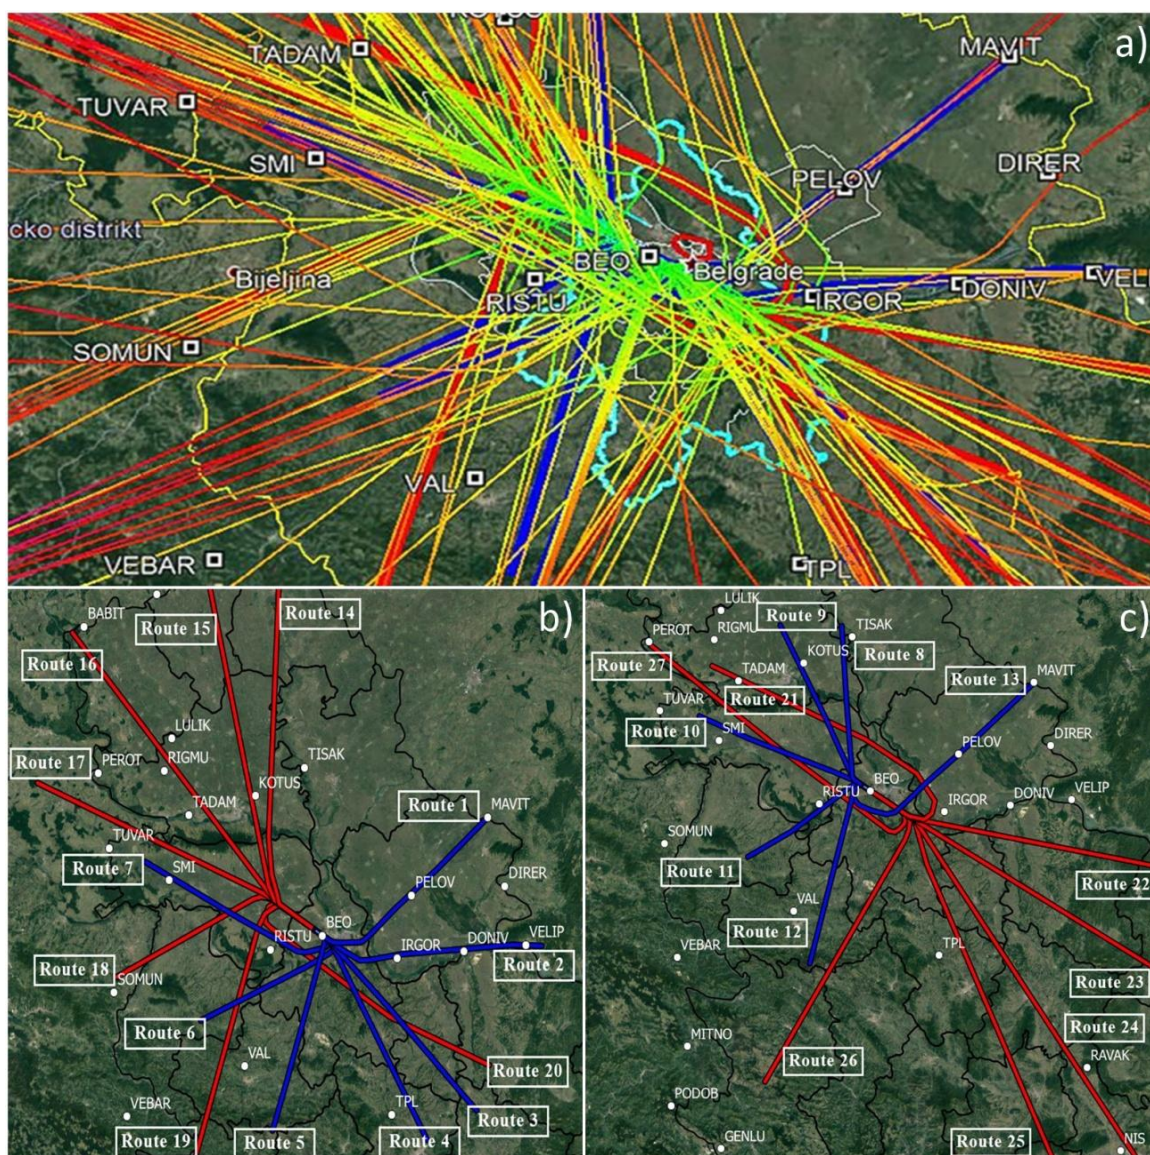 KOTUS
a)
TADAM
MAVIT
TUVAR
SMI
DIRER
PELOV
cko distrikt
BEO
Belgrade
Bijeljina
RISTU
IRGOR
DONIV
VELI
SOMUN
VAL
VEBAR
TPL
b)
BABIT
Route 15
Route 14
Route 16
LULIK
Route 17
PEROT
RIGMU
TISAK
KOTUS
TADAM
Route 1
MAVIT
TUVAR
Route 7
SMI
PELOV
DIRER
BEO
RISTU
IRGOR
DONIV
VELIP
Route 2
Route 18
SOMUN
Route 6
VAL
Route 20
VEBAR
TPL
Route 3
Route 19
Route 5
Route 4
c)
LULIK
Route 9
TISAK
PEROT
RIGMU
Route 8
Route 27
KOTUS
TADAM
Route 13
MAVIT
TUVAR
Route 21
Route 10
SMI
PELOV
DIRER
BEO
RISTU
IRGOR
DONIV
VELIP
SOMUN
Route 11
Route 22
VAL
Route 12
VEBAR
TPL
Route 23
Route 24
MITNO
Route 26
RAVAK
PODOB
GENLU
Route 25
NIS